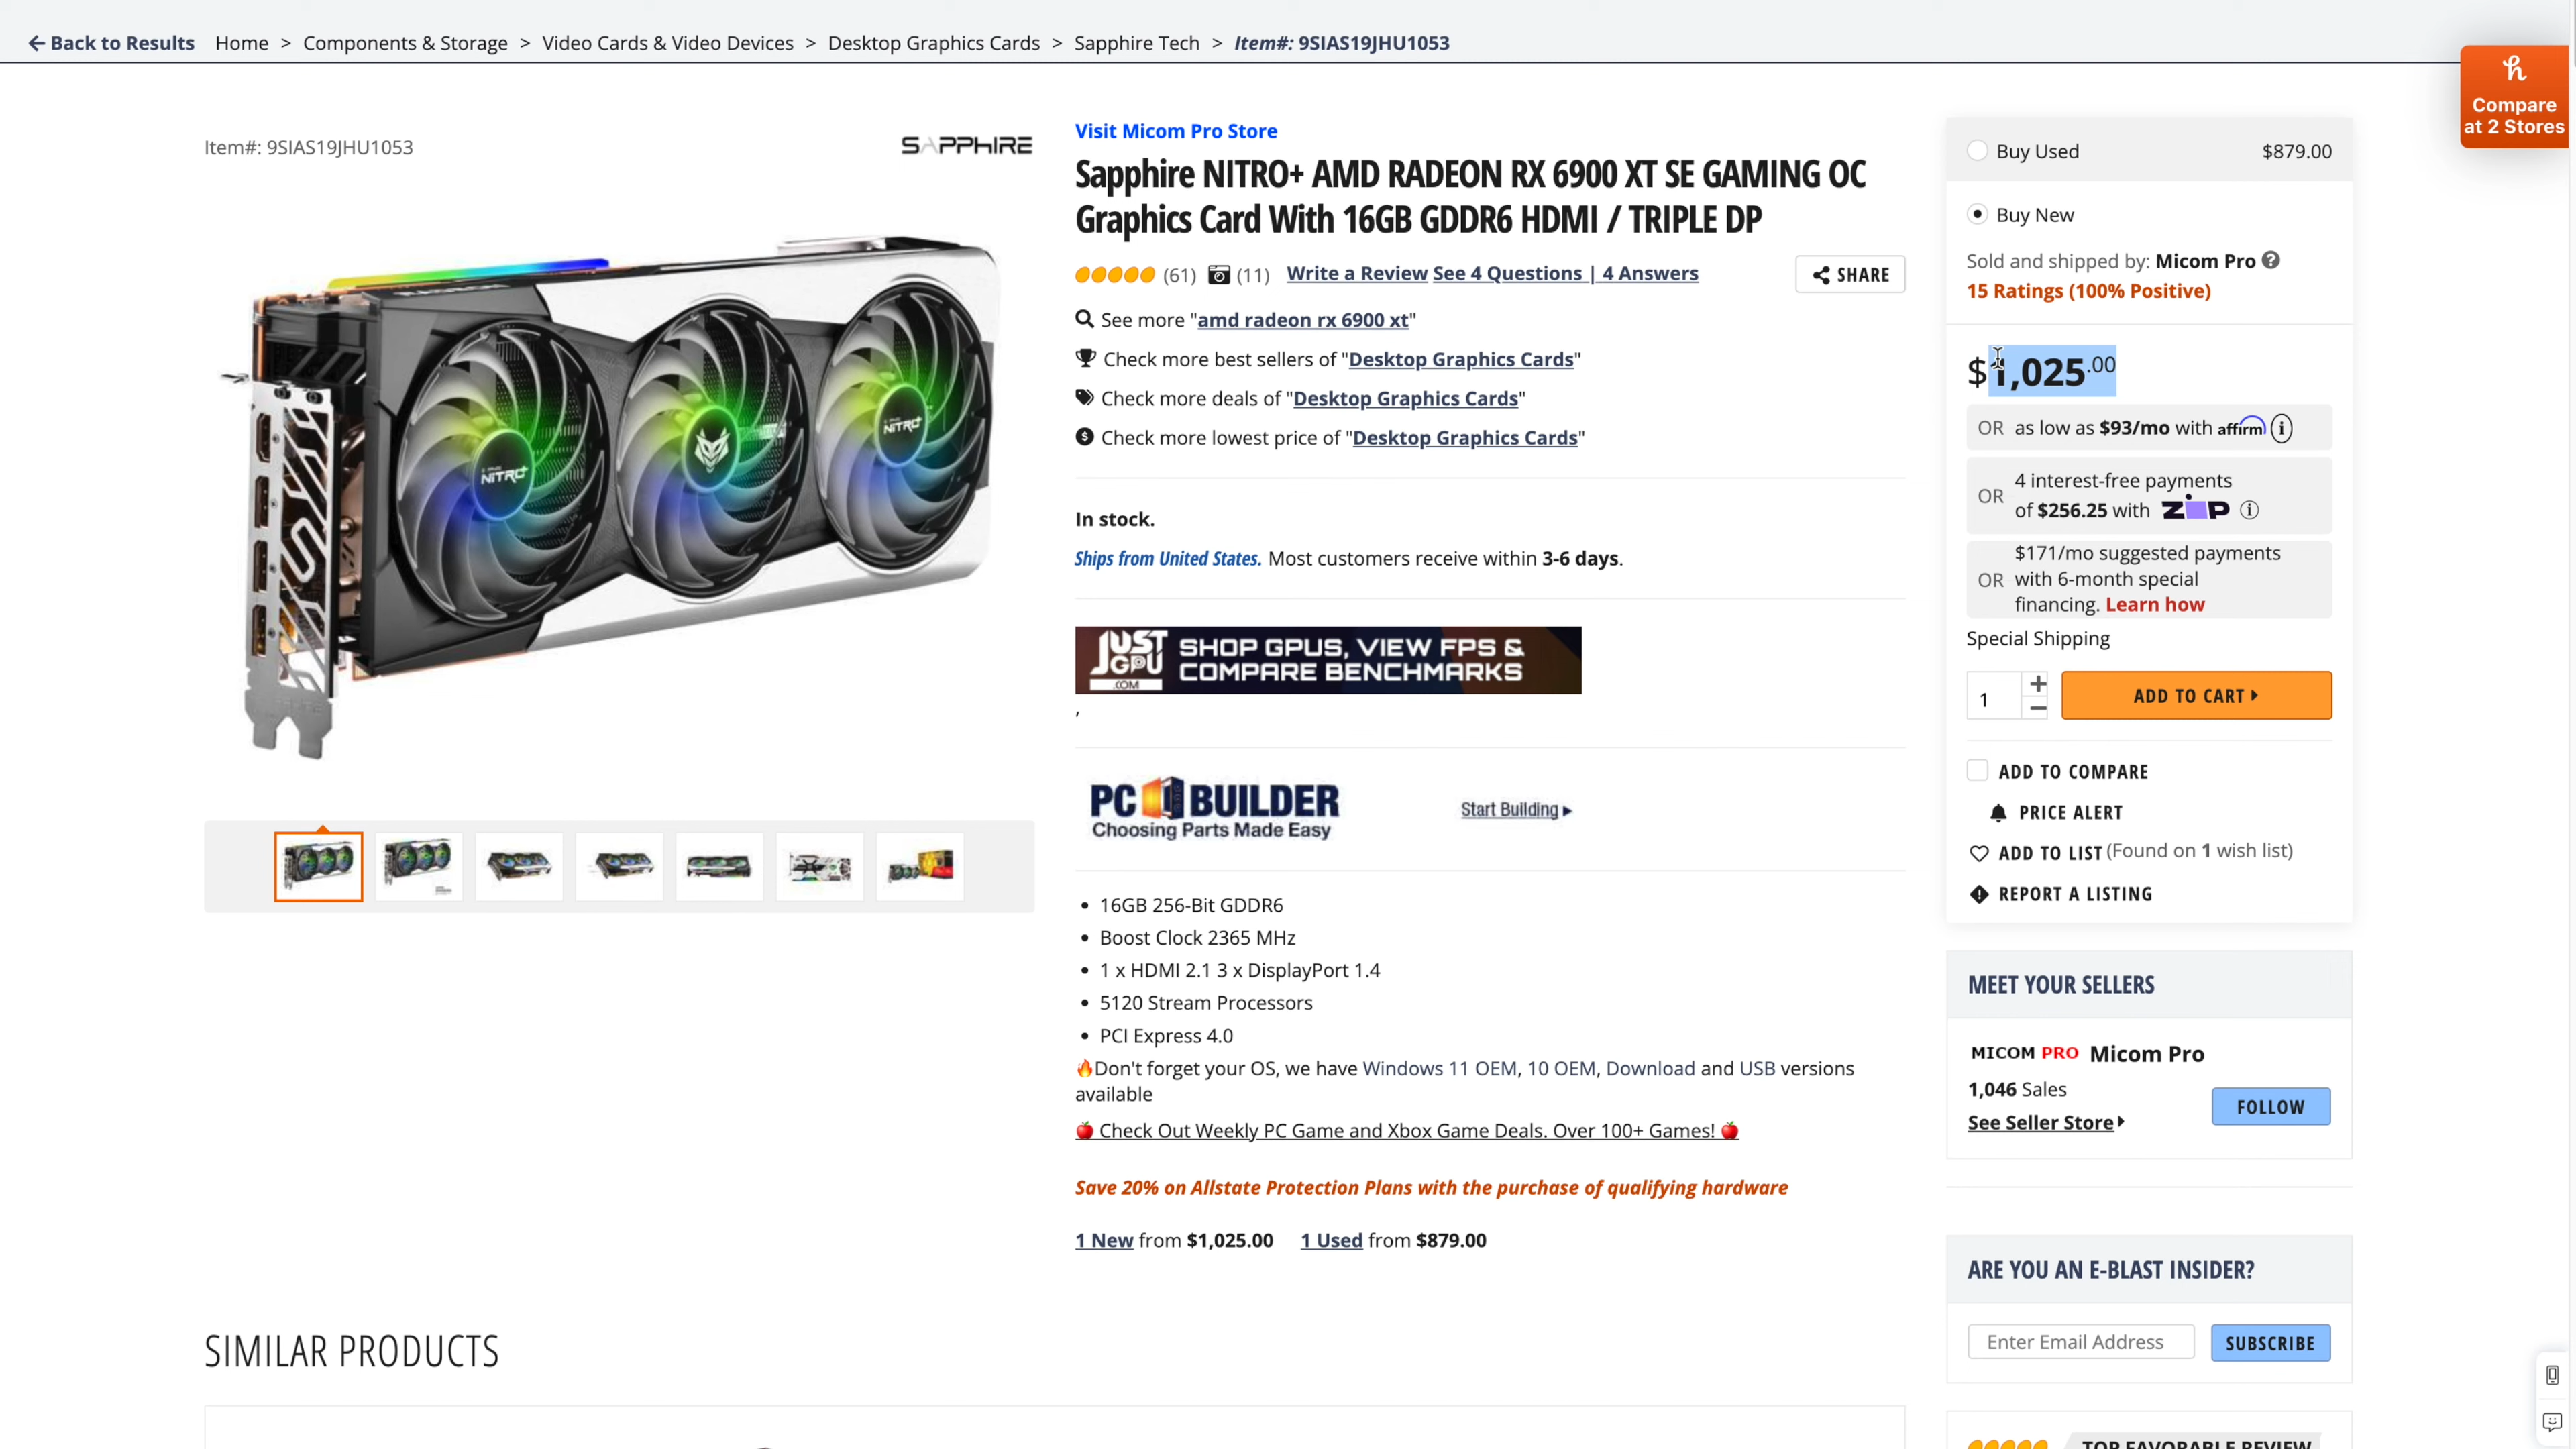 Back to Results Home > Components & Storage > Video Cards & Video Devices > Desktop Graphics Cards > Sapphire Tech > Item#: 9SIAS19JHU1053
Compare
at 2 Stores
Item#: 9SIAS19JHU1053
SAPPHIRE
NITRO+
NITRO+
Visit Micom Pro Store
Sapphire NITRO+ AMD RADEON RX 6900 XT SE GAMING OC
Graphics Card With 16GB GDDR6 HDMI / TRIPLE DP
(61) (11) Write a Review See 4 Questions | 4 Answers
SHARE
See more "amd radeon rx 6900 xt"
Check more best sellers of "Desktop Graphics Cards"
Check more deals of "Desktop Graphics Cards"
Check more lowest price of "Desktop Graphics Cards"
In stock.
Ships from United States. Most customers receive within 3-6 days.
JUST
GPU
.COM
SHOP GPUS, VIEW FPS &
COMPARE BENCHMARKS
,
PC BUILDER
Choosing Parts Made Easy
Start Building
• 16GB 256-Bit GDDR6
• Boost Clock 2365 MHz
• 1 x HDMI 2.1 3 x DisplayPort 1.4
• 5120 Stream Processors
• PCI Express 4.0
🔥Don't forget your OS, we have Windows 11 OEM, 10 OEM, Download and USB versions
available
🍎 Check Out Weekly PC Game and Xbox Game Deals. Over 100+ Games! 🍎
Save 20% on Allstate Protection Plans with the purchase of qualifying hardware
1 New from $1,025.00 1 Used from $879.00
SIMILAR PRODUCTS
Buy Used $879.00
Buy New
Sold and shipped by: Micom Pro
15 Ratings (100% Positive)
$1,025.00
OR as low as $93/mo with affirm
OR 4 interest-free payments
of $256.25 with ZIP
OR $171/mo suggested payments
with 6-month special
financing. Learn how
Special Shipping
1
ADD TO CART
ADD TO COMPARE
PRICE ALERT
ADD TO LIST (Found on 1 wish list)
REPORT A LISTING
MEET YOUR SELLERS
MICOM PRO Micom Pro
1,046 Sales
See Seller Store
FOLLOW
ARE YOU AN E-BLAST INSIDER?
Enter Email Address
SUBSCRIBE
TOP FAVORABLE REVIEW